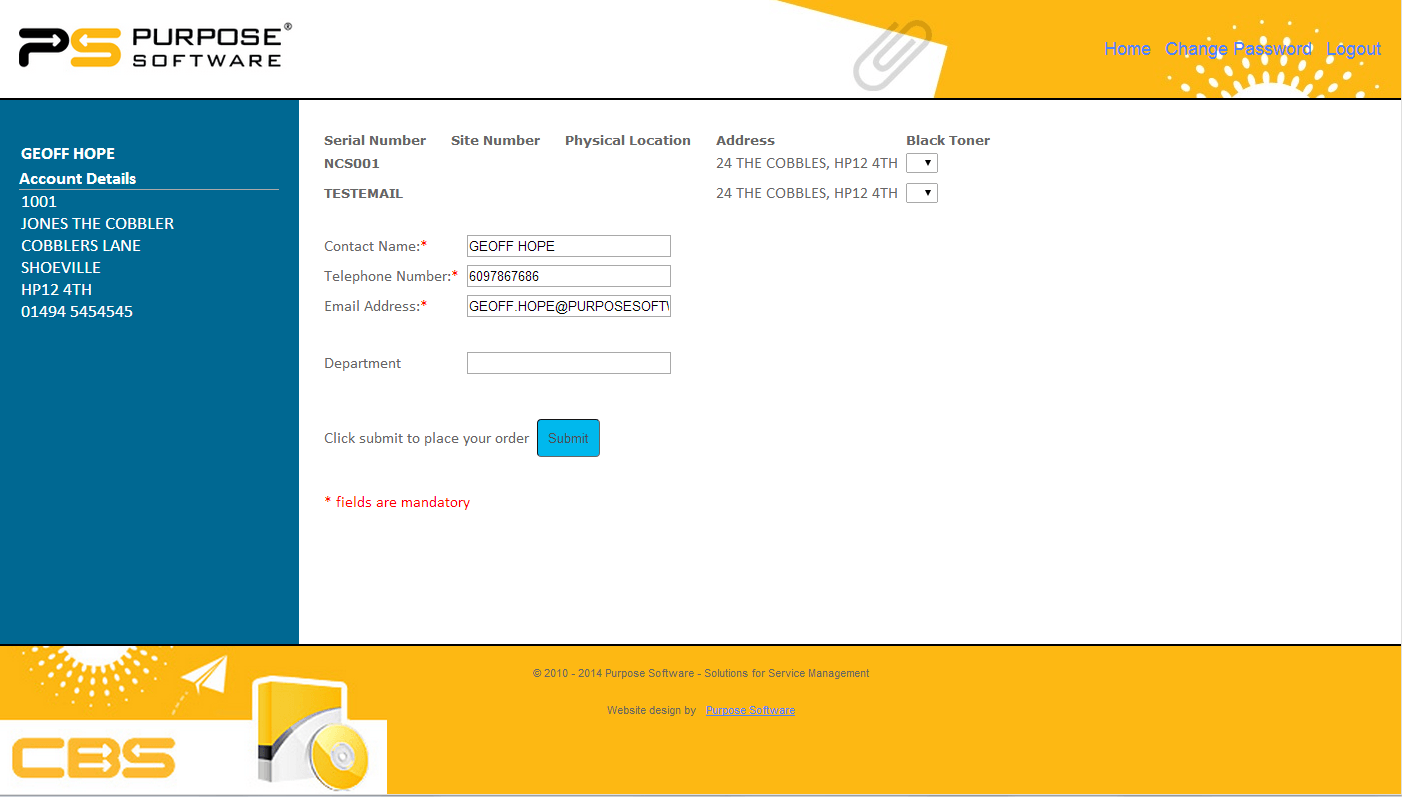 PS PURPOSE SOFTWARE®
Home Change Password Logout
GEOFF HOPE
Account Details
1001
JONES THE COBBLER
COBBLERS LANE
SHOEVILLE
HP12 4TH
01494 5454545
Serial Number Site Number Physical Location Address Black Toner
NCS001 24 THE COBBLES, HP12 4TH
TESTEMAIL 24 THE COBBLES, HP12 4TH
Contact Name:* GEOFF HOPE
Telephone Number:* 6097867686
Email Address:* GEOFF.HOPE@PURPOSESOFT
Department
Click submit to place your order Submit
* fields are mandatory
© 2010 - 2014 Purpose Software - Solutions for Service Management
Website design by Purpose Software
CBS